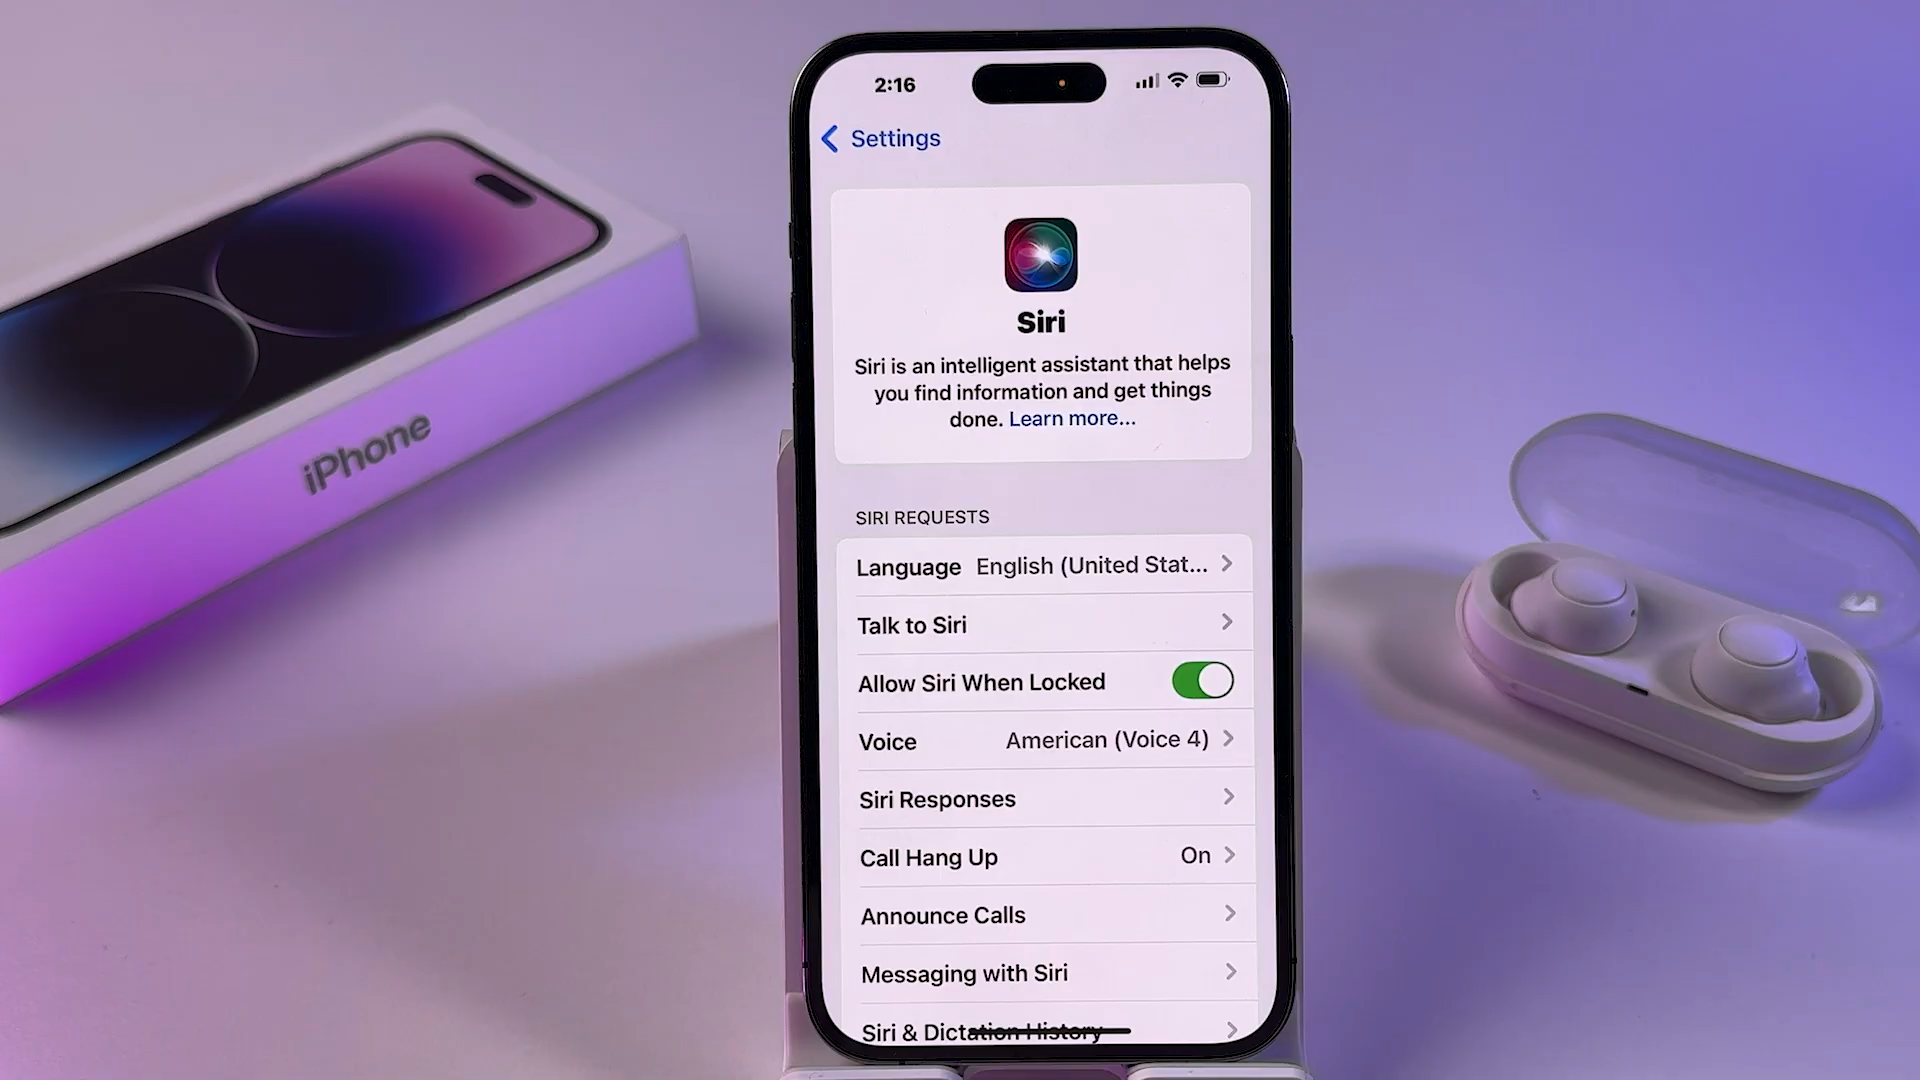 2:16
Settings
Siri
Siri is an intelligent assistant that helps
you find information and get things
done. Learn more...
SIRI REQUESTS
Language English (United Stat...
Talk to Siri
Allow Siri When Locked
Voice American (Voice 4)
Siri Responses
Call Hang Up On
Announce Calls
Messaging with Siri
Siri & Dictation History
iPhone